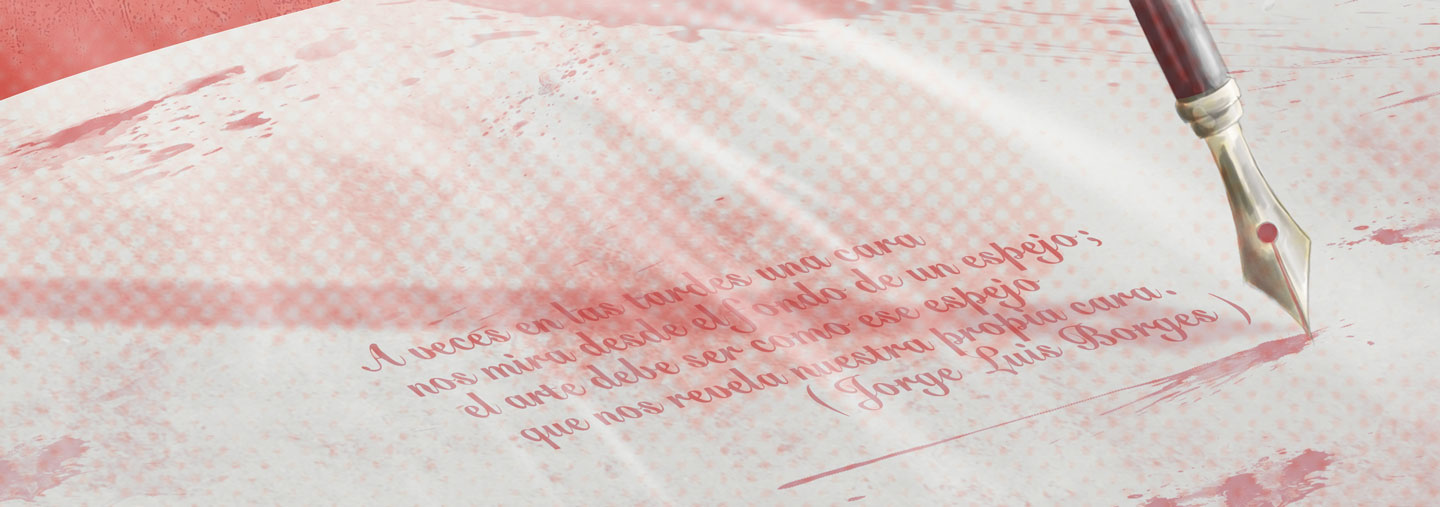 A veces en las tardes una cara
nos mira desde el fondo de un espejo;
el arte debe ser como ese espejo
que nos revela nuestra propia cara.
( Jorge Luis Borges )